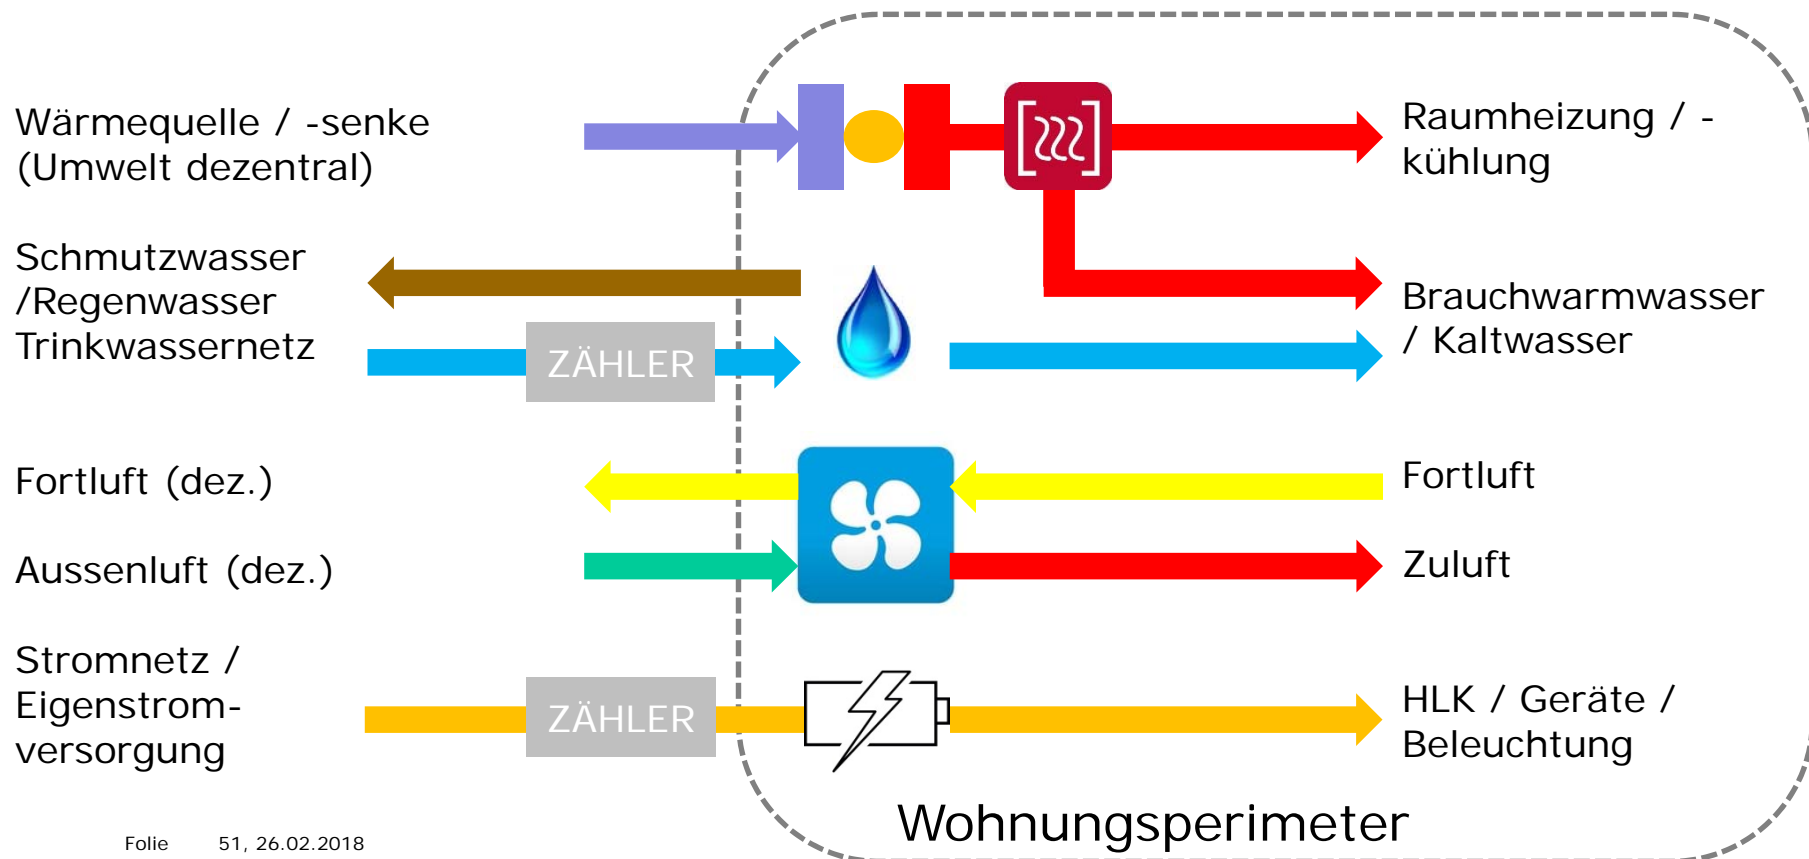 Wärmequelle / -senke
(Umwelt dezentral)
Raumheizung / -
kühlung
Schmutzwasser
/Regenwasser
Trinkwassernetz
ZÄHLER
Brauchwarmwasser
/ Kaltwasser
Fortluft (dez.)
Fortluft
Aussenluft (dez.)
Zuluft
Stromnetz /
Eigenstrom-
versorgung
ZÄHLER
HLK / Geräte /
Beleuchtung
Wohnungsperimeter
Folie 51, 26.02.2018